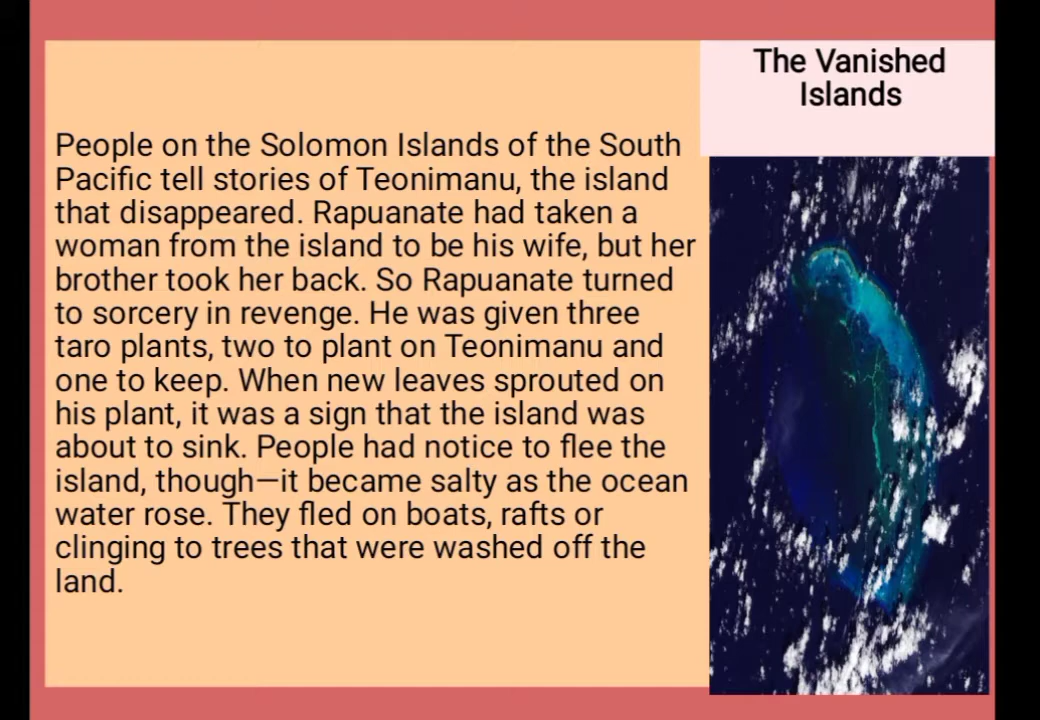 The Vanished
Islands
People on the Solomon Islands of the South
Pacific tell stories of Teonimanu, the island
that disappeared. Rapuanate had taken a
woman from the island to be his wife, but her
brother took her back. So Rapuanate turned
to sorcery in revenge. He was given three
taro plants, two to plant on Teonimanu and
one to keep. When new leaves sprouted on
his plant, it was a sign that the island was
about to sink. People had notice to flee the
island, though—it became salty as the ocean
water rose. They fled on boats, rafts or
clinging to trees that were washed off the
land.